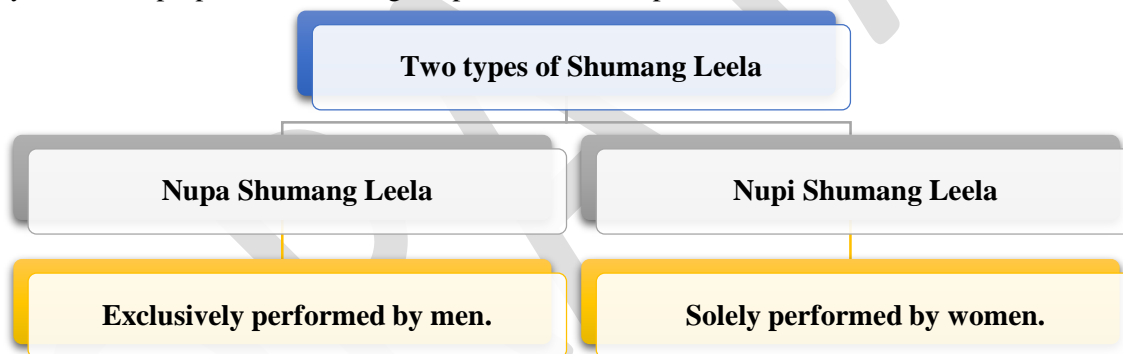 Two types of Shumang Leela
Nupa Shumang Leela
Nupi Shumang Leela
Exclusively performed by men.
Solely performed by women.